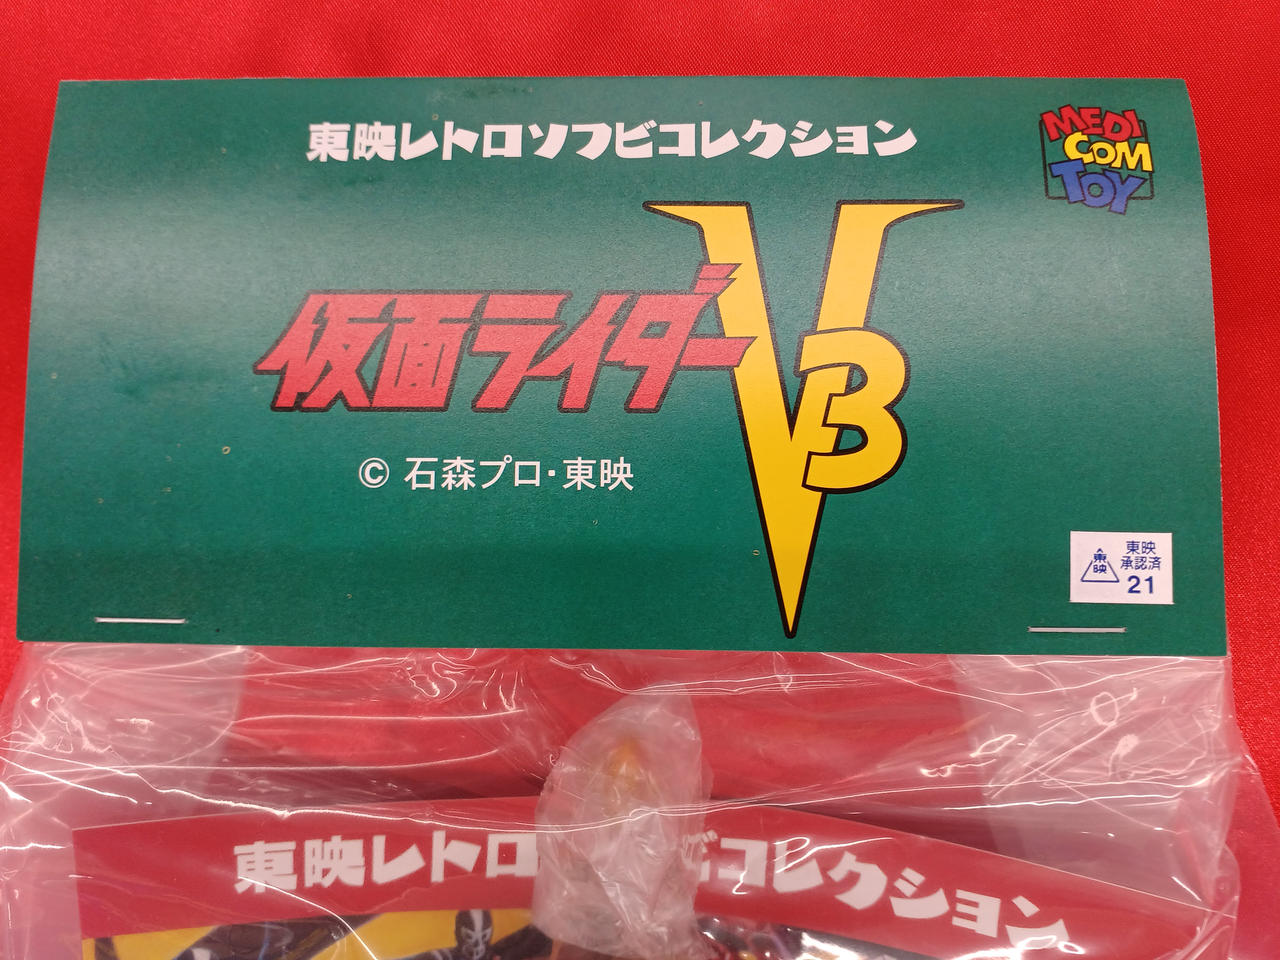 東映レトロソフビコレクション
MEDI
COM
TOY
仮面ライダー V3
© 石森プロ・東映
東映
東映
承認済
21
東映レトロ ビコレクション